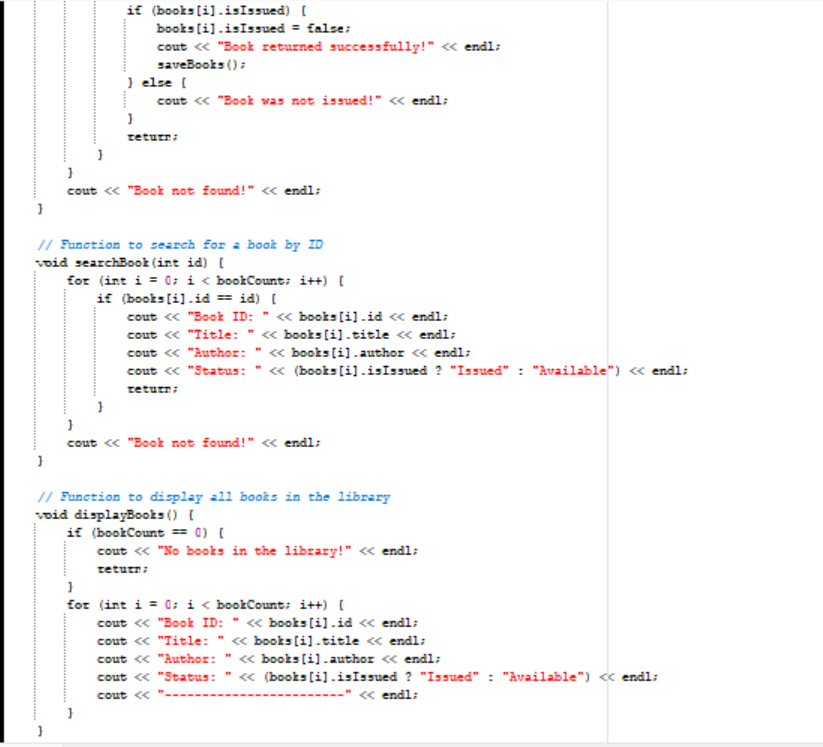 if (books[i].isIssued) {
                books[i].isIssued = false;
                cout << "Book returned successfully!" << endl;
                saveBooks();
            } else {
                cout << "Book was not issued!" << endl;
            }
            return;
        }
    }
    cout << "Book not found!" << endl;
}

// Function to search for a book by ID
void searchBook(int id) {
    for (int i = 0; i < bookCount; i++) {
        if (books[i].id == id) {
            cout << "Book ID: " << books[i].id << endl;
            cout << "Title: " << books[i].title << endl;
            cout << "Author: " << books[i].author << endl;
            cout << "Status: " << (books[i].isIssued ? "Issued" : "Available") << endl;
            return;
        }
    }
    cout << "Book not found!" << endl;
}

// Function to display all books in the library
void displayBooks() {
    if (bookCount == 0) {
        cout << "No books in the library!" << endl;
        return;
    }
    for (int i = 0; i < bookCount; i++) {
        cout << "Book ID: " << books[i].id << endl;
        cout << "Title: " << books[i].title << endl;
        cout << "Author: " << books[i].author << endl;
        cout << "Status: " << (books[i].isIssued ? "Issued" : "Available") << endl;
        cout << "------------------------" << endl;
    }
}